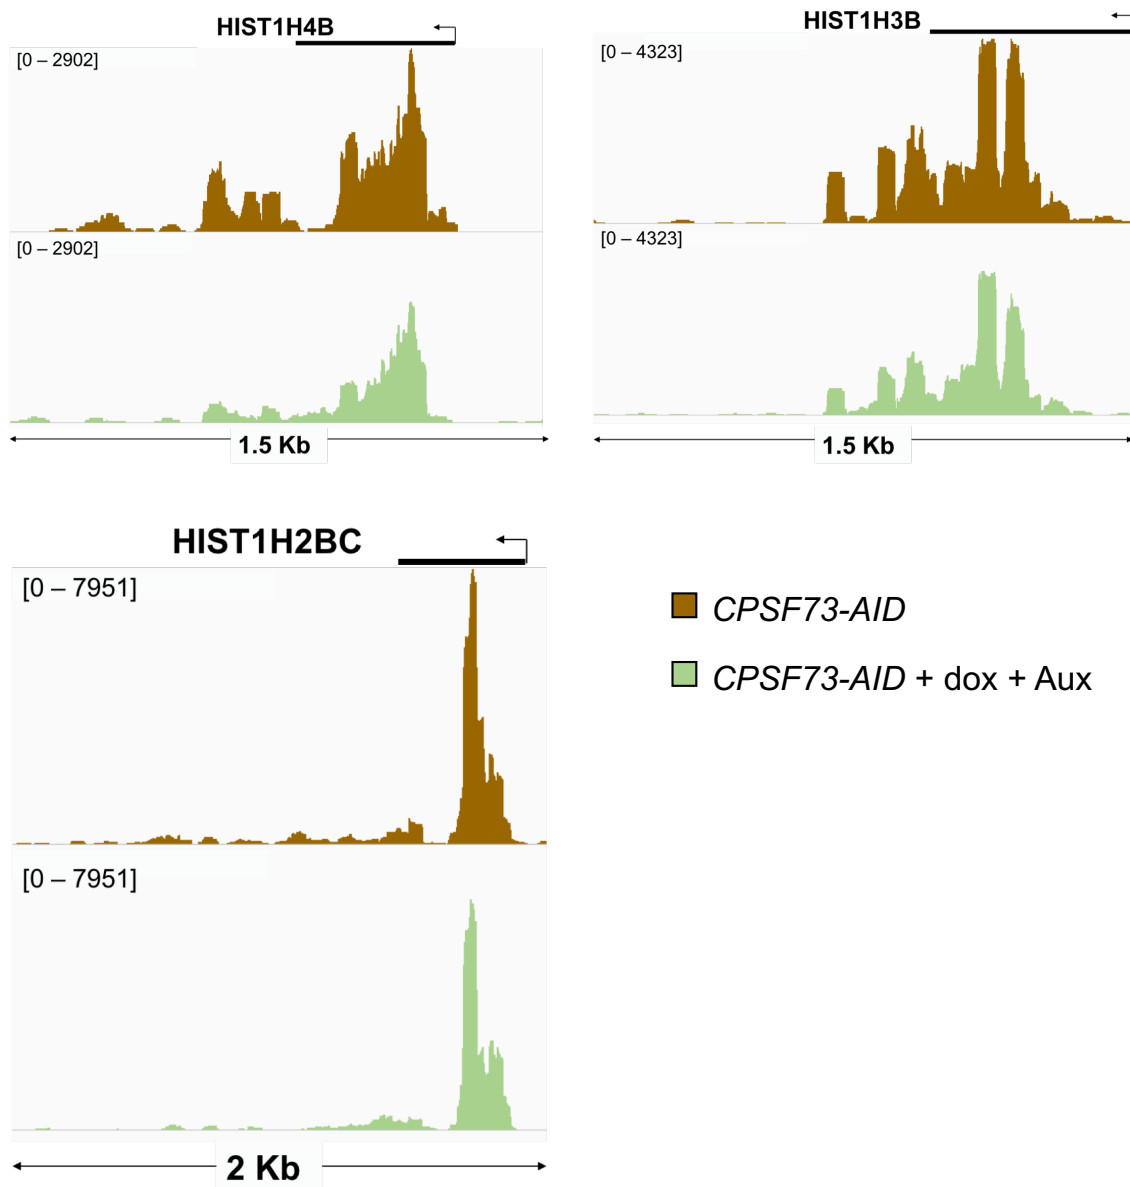 HIST1H4B
[0 – 2902]
[0 – 2902]
1.5 Kb
HIST1H3B
[0 – 4323]
[0 – 4323]
1.5 Kb
HIST1H2BC
[0 – 7951]
[0 – 7951]
2 Kb
CPSF73-AID
CPSF73-AID + dox + Aux